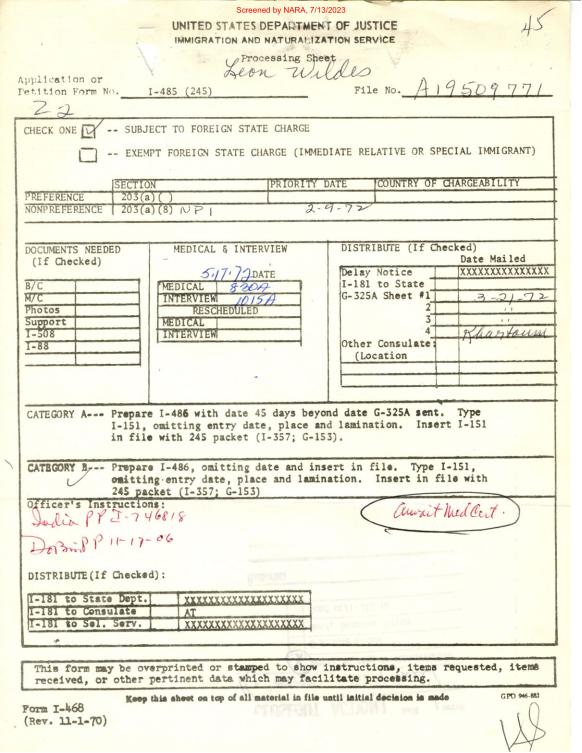 Screened by NARA, 7/13/2023
45
UNITED STATES DEPARTMENT OF JUSTICE
IMMIGRATION AND NATURALIZATION SERVICE
Processing Sheet
Leon Wildes
Application or
Petition Form No. I-485 (245) File No. A19509771
22
CHECK ONE -- SUBJECT TO FOREIGN STATE CHARGE
-- EXEMPT FOREIGN STATE CHARGE (IMMEDIATE RELATIVE OR SPECIAL IMMIGRANT)
SECTION PRIORITY DATE COUNTRY OF CHARGEABILITY
PREFERENCE 203(a)( )
NONPREFERENCE 203(a)(8) NP1 2-9-72
DOCUMENTS NEEDED
(If Checked)
B/C
M/C
Photos
Support
I-508
I-88
MEDICAL & INTERVIEW
5/17/72 DATE
MEDICAL 830A
INTERVIEW 1015A
RESCHEDULED
MEDICAL
INTERVIEW
DISTRIBUTE (If Checked)
Date Mailed
Delay Notice XXXXXXXXXXXXXXX
I-181 to State
G-325A Sheet #1 3-21-72
2 "
3 "
4 Khartoum
Other Consulate:
(Location
CATEGORY A--- Prepare I-486 with date 45 days beyond date G-325A sent. Type
I-151, omitting entry date, place and lamination. Insert I-151
in file with 245 packet (I-357; G-153).
CATEGORY B--- Prepare I-486, omitting date and insert in file. Type I-151,
omitting entry date, place and lamination. Insert in file with
245 packet (I-357; G-153)
Officer's Instructions:
India PP I-746818
PP 11-17-06
Await Med Cert.
DISTRIBUTE(If Checked):
I-181 to State Dept. XXXXXXXXXXXXXXXXXXXX
I-181 to Consulate AT
I-181 to Sel. Serv. XXXXXXXXXXXXXXXXXXXX
This form may be overprinted or stamped to show instructions, items requested, items
received, or other pertinent data which may facilitate processing.
Keep this sheet on top of all material in file until initial decision is made
GPO 946-883
Form I-468
(Rev. 11-1-70)